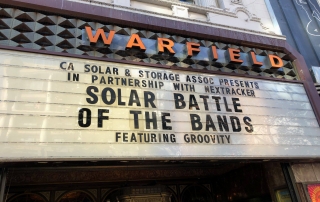 WARFIELD
CA SOLAR & STORAGE ASSOC PRESENTS
IN PARTNERSHIP WITH NEXTRACKER
SOLAR BATTLE
OF THE BANDS
FEATURING GROOVITY